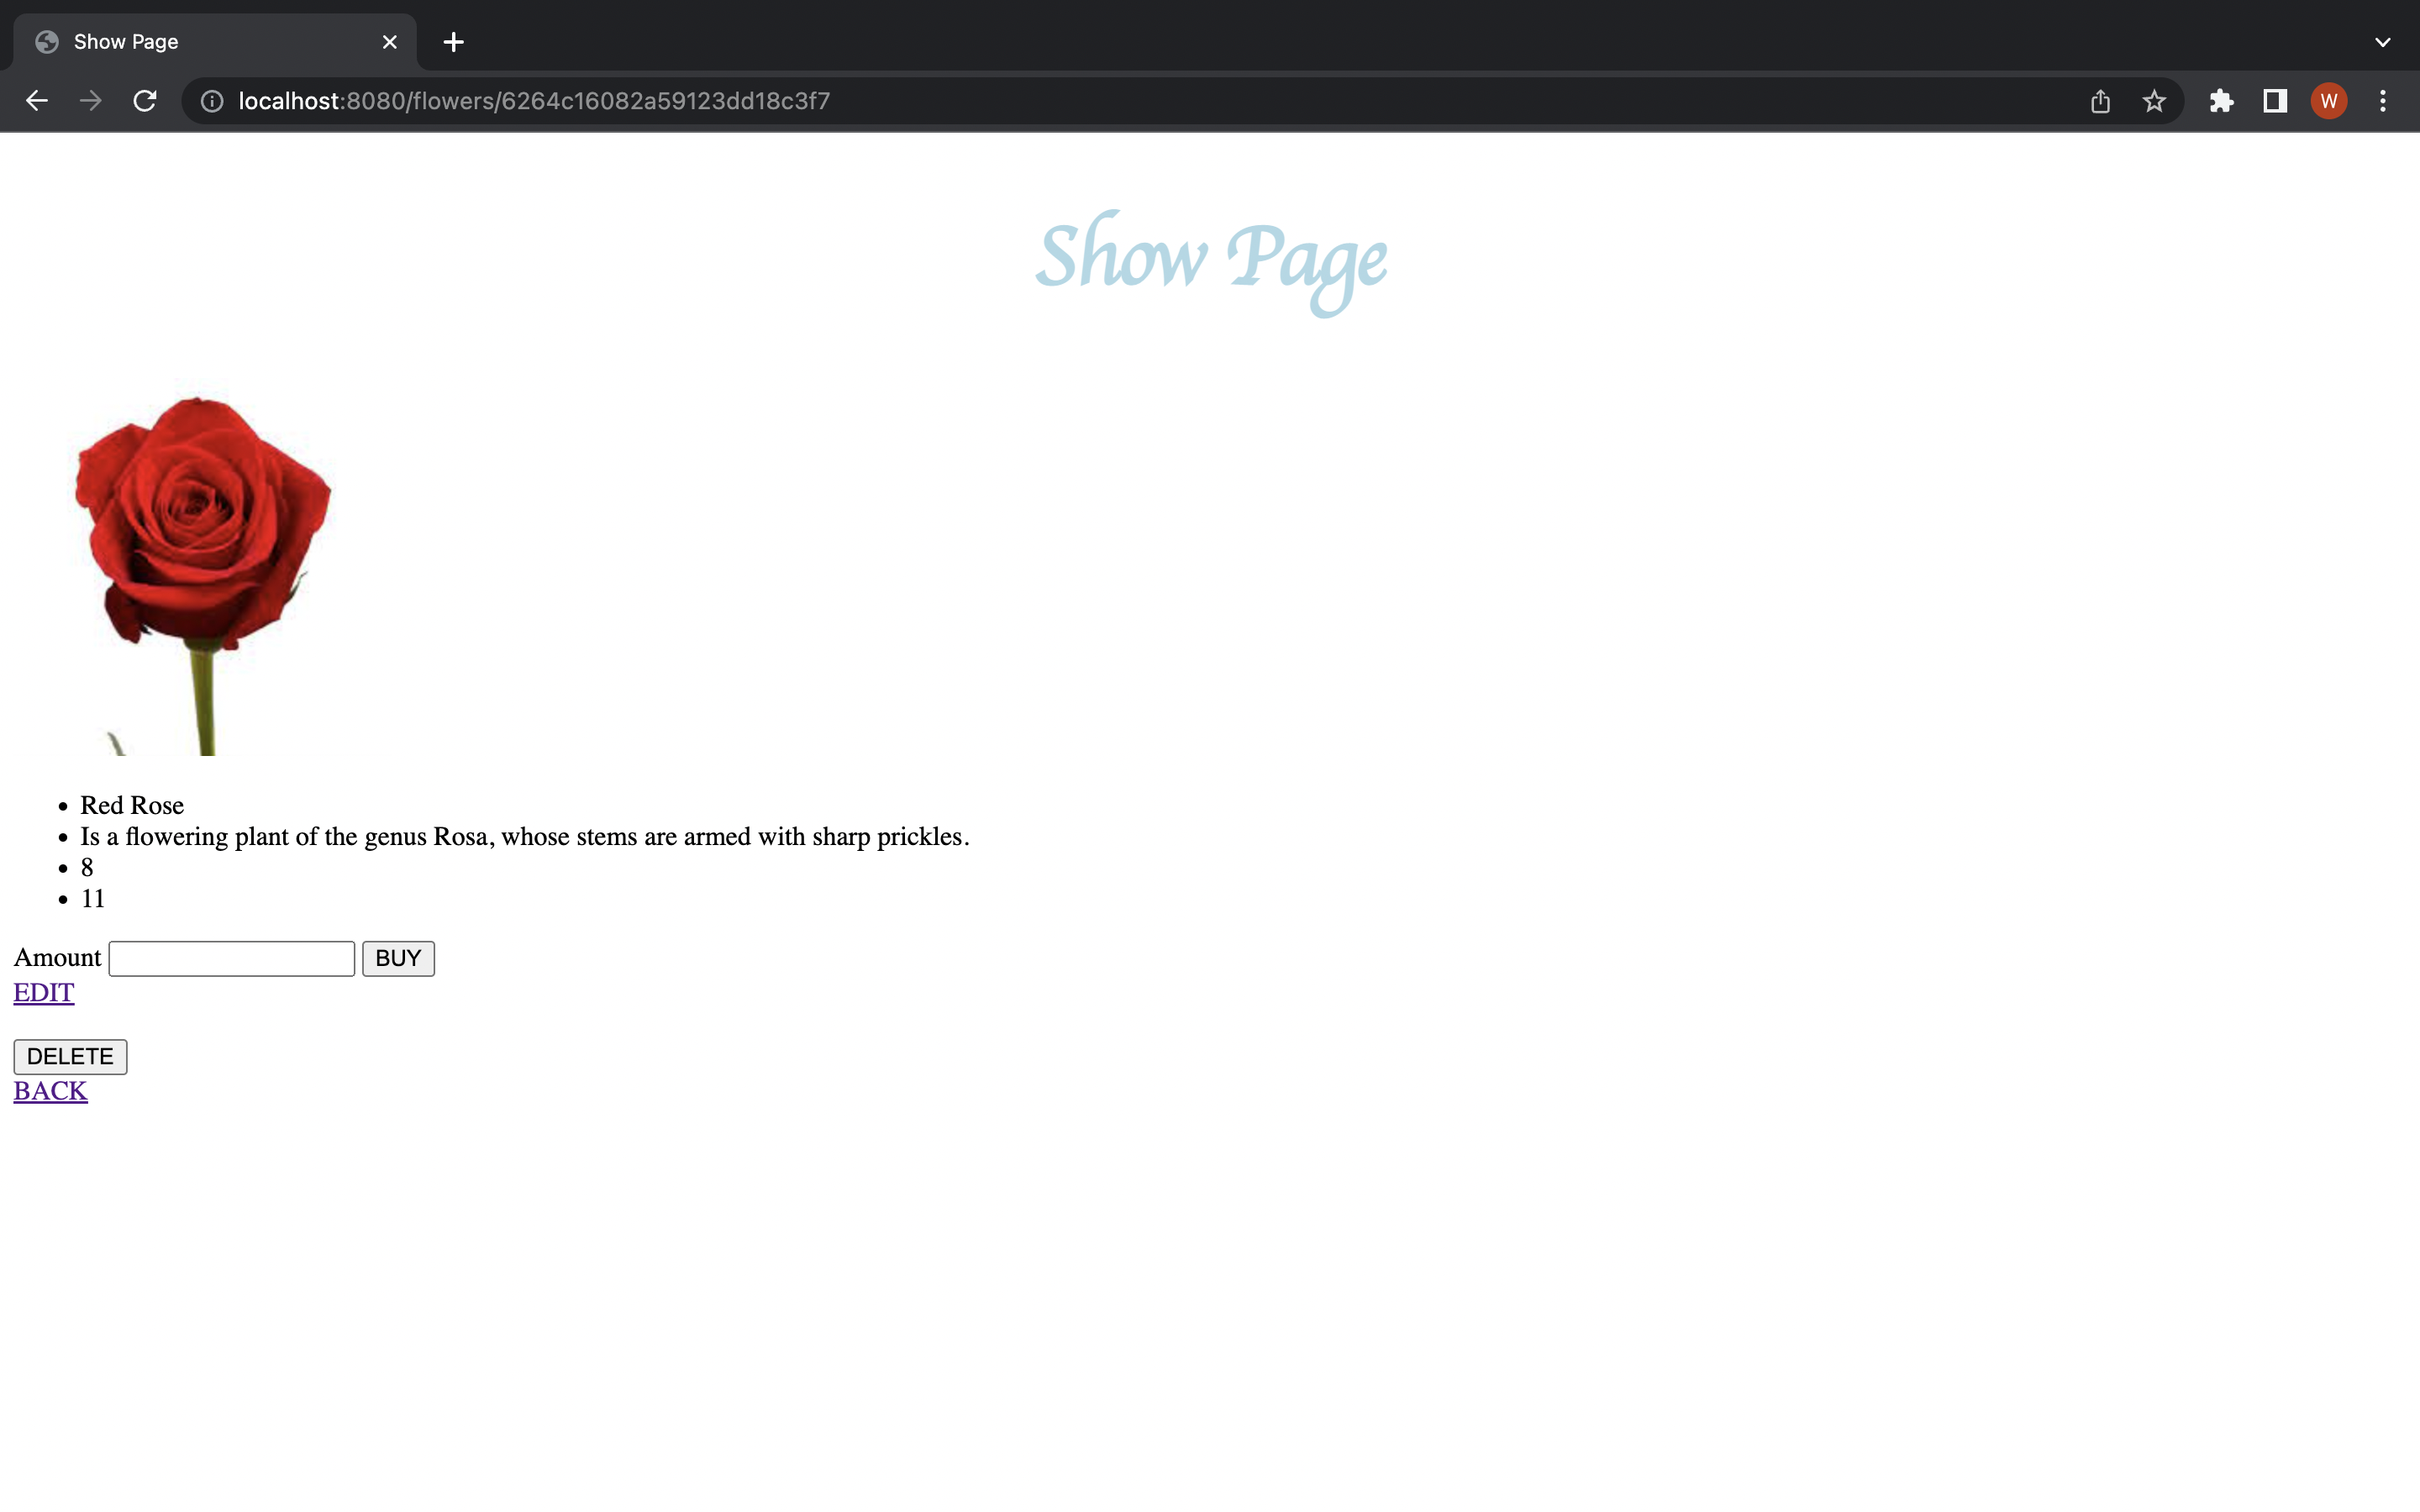 Show Page
localhost:8080/flowers/6264c16082a59123dd18c3f7
W
Show Page
Red Rose
Is a flowering plant of the genus Rosa, whose stems are armed with sharp prickles.
8
11
Amount BUY
EDIT
DELETE
BACK